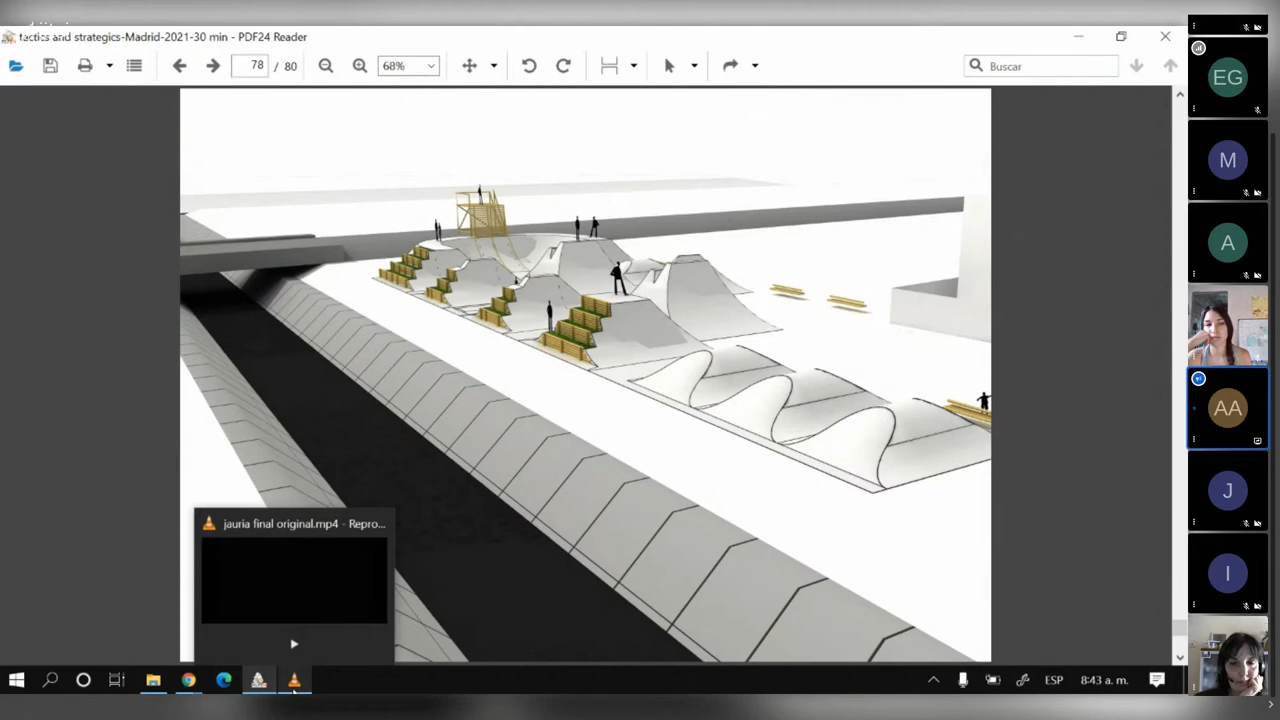 tactics and strategics-Madrid-2021-30 min - PDF24 Reader
78 / 80
68%
Buscar
EG
M
A
AA
J
I
jauria final original.mp4 - Repro...
ESP
8:43 a. m.